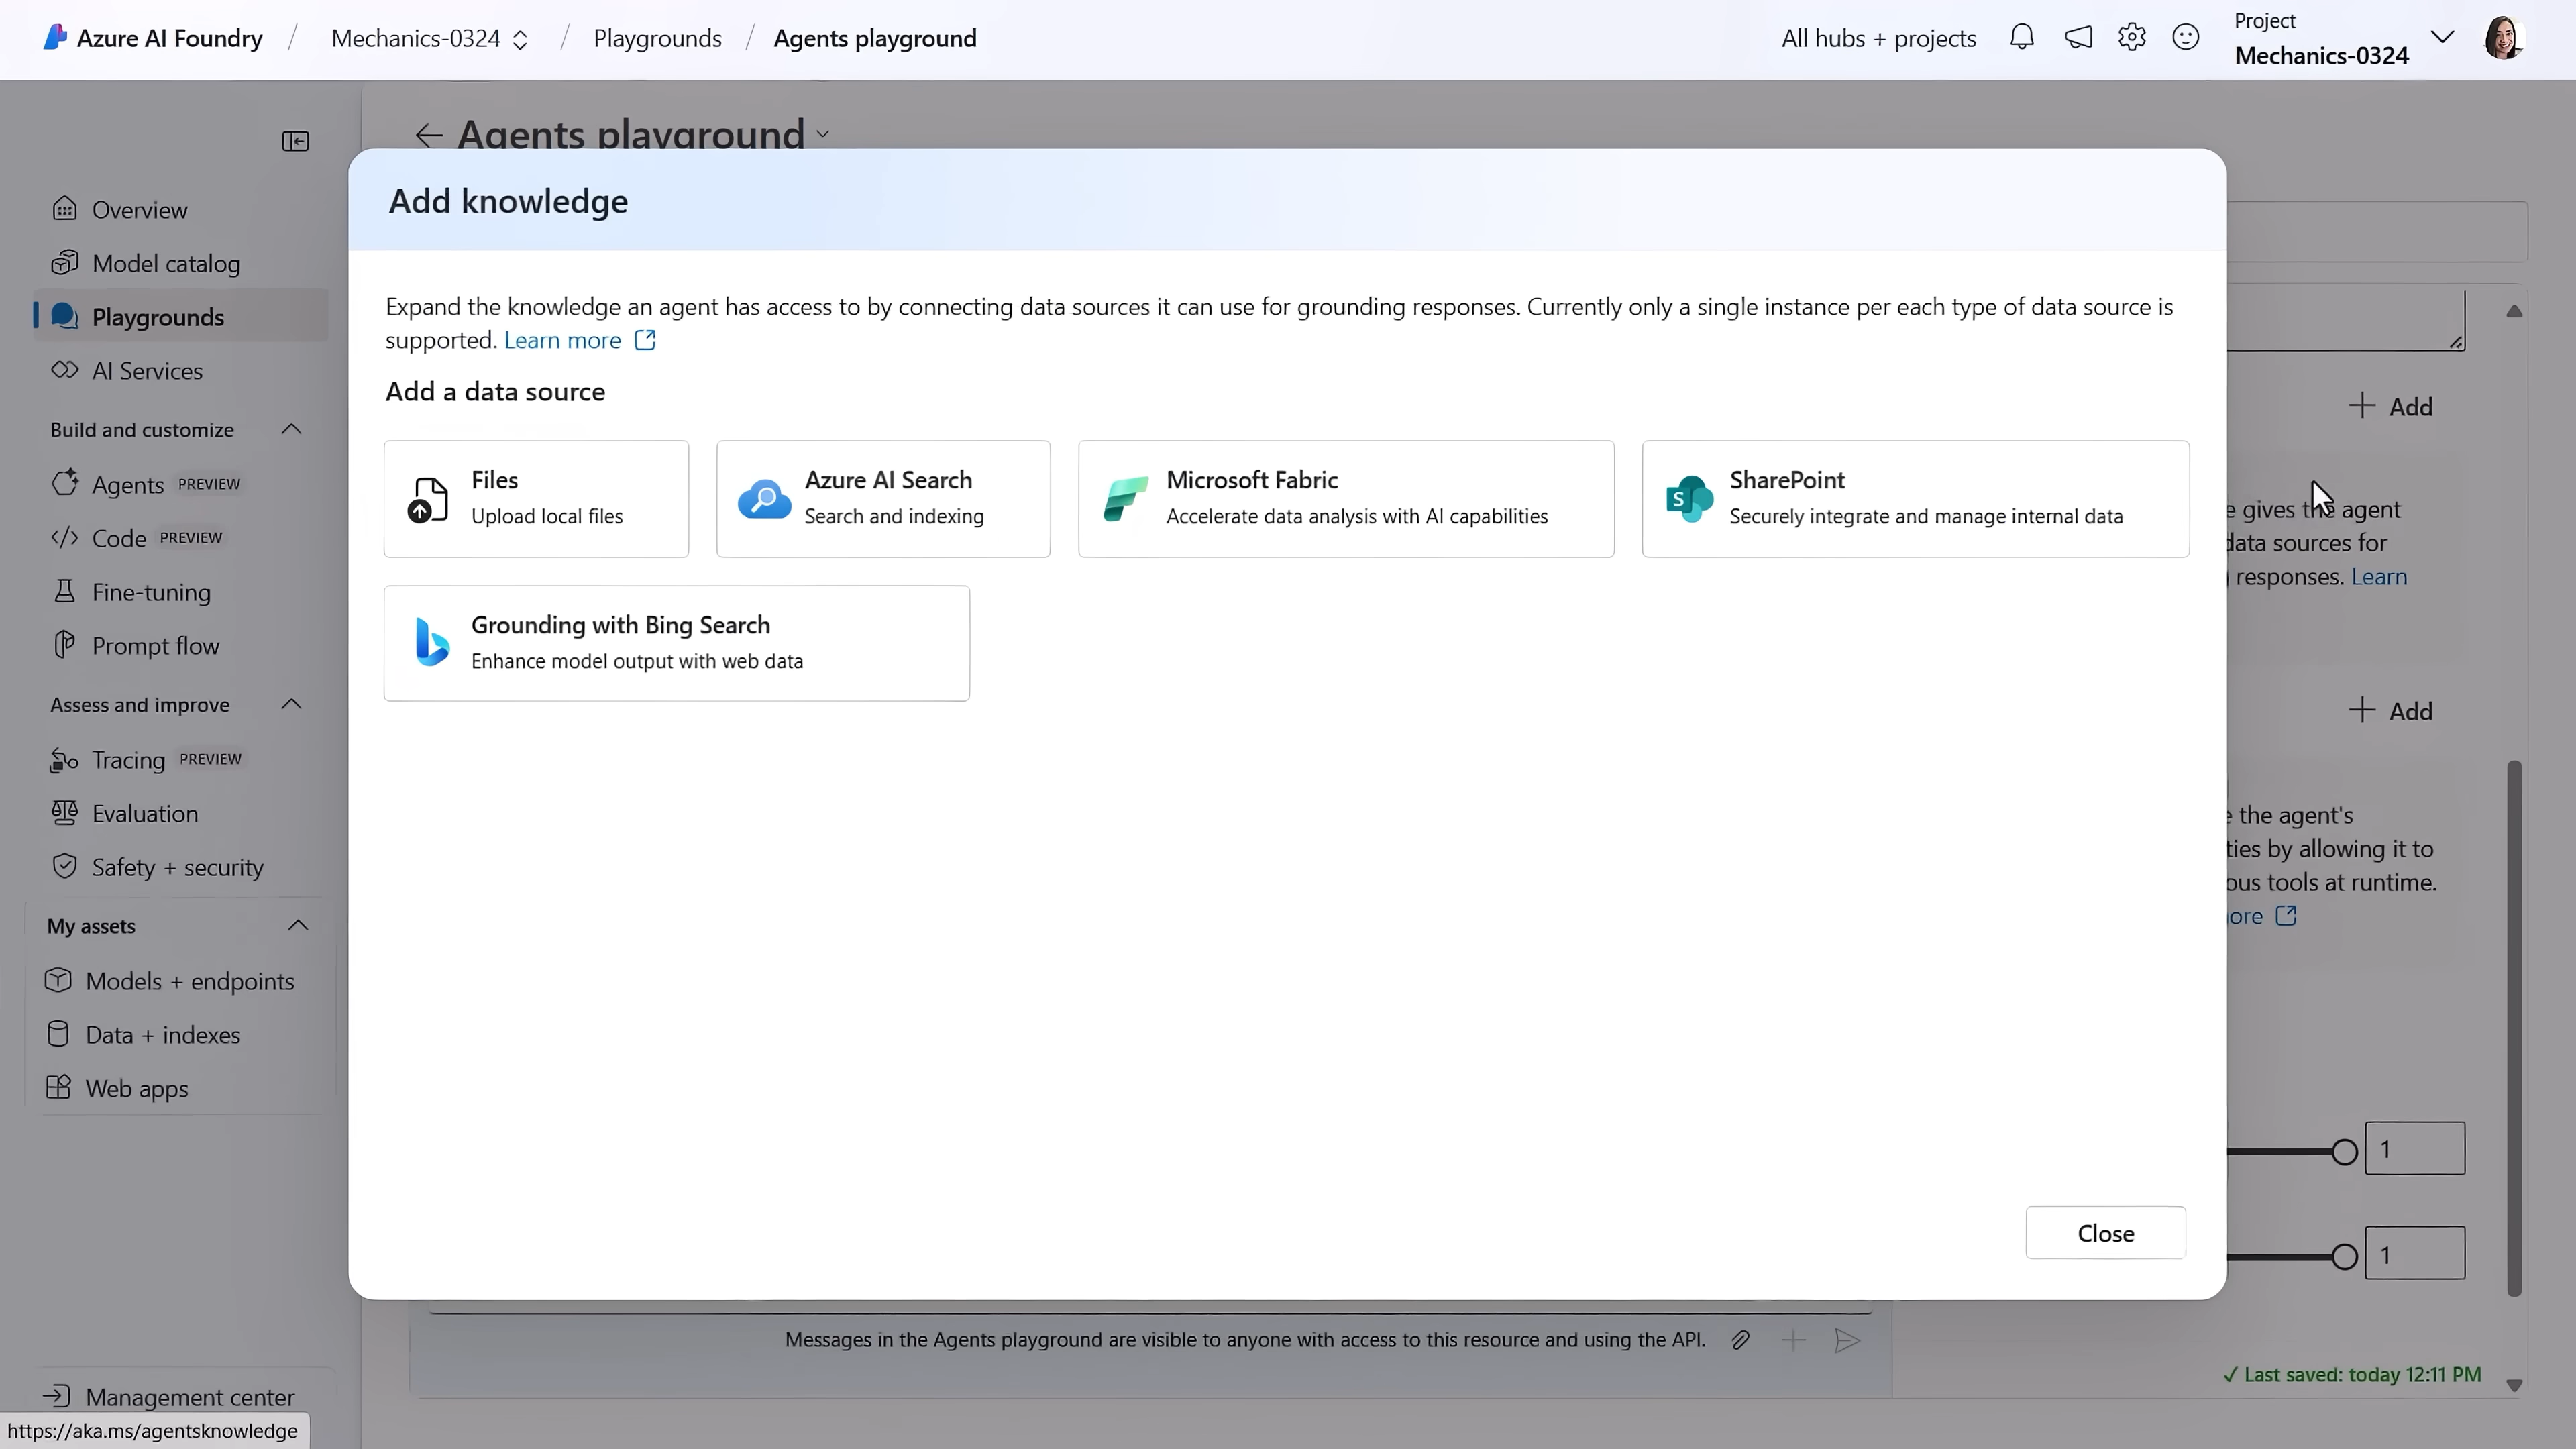 Azure AI Foundry / Mechanics-0324 / Playgrounds / Agents playground
All hubs + projects
Project
Mechanics-0324
Agents playground
Overview
Model catalog
Playgrounds
AI Services
Build and customize
Agents PREVIEW
Code PREVIEW
Fine-tuning
Prompt flow
Assess and improve
Tracing PREVIEW
Evaluation
Safety + security
My assets
Models + endpoints
Data + indexes
Web apps
Management center
https://aka.ms/agentsknowledge
Add knowledge
Expand the knowledge an agent has access to by connecting data sources it can use for grounding responses. Currently only a single instance per each type of data source is
supported. Learn more
Add a data source
Files
Upload local files
Azure AI Search
Search and indexing
Microsoft Fabric
Accelerate data analysis with AI capabilities
SharePoint
Securely integrate and manage internal data
S
Grounding with Bing Search
Enhance model output with web data
Close
+ Add
gives the agent
data sources for
responses. Learn
+ Add
the agent's
ties by allowing it to
ous tools at runtime.
ore
1
1
Messages in the Agents playground are visible to anyone with access to this resource and using the API.
Last saved: today 12:11 PM